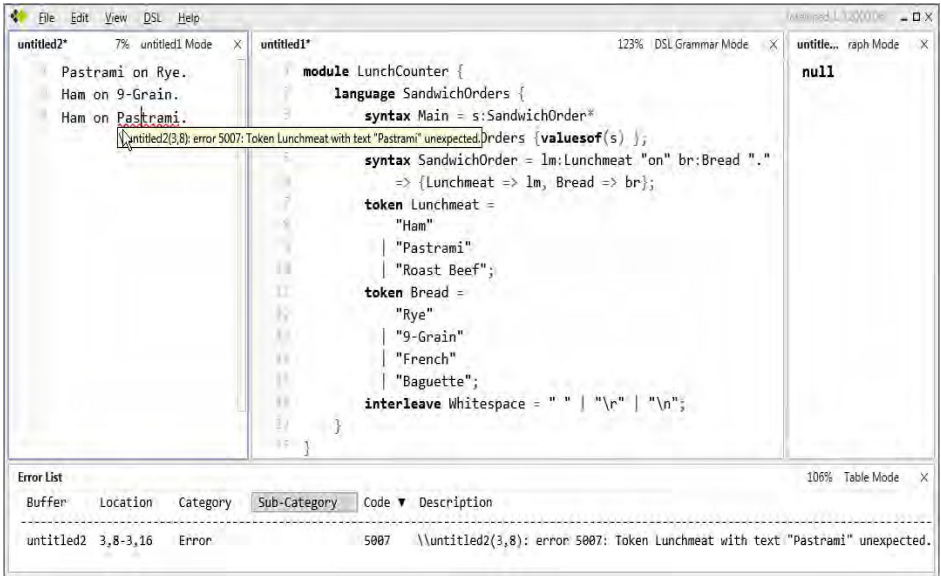 File Edit View DSL Help
untitled2* 7% untitled1 Mode X
Pastrami on Rye.
Ham on 9-Grain.
Ham on Pastrami.
\\untitled2(3,8): error 5007: Token Lunchmeat with text "Pastrami" unexpected.
untitled1* 123% DSL Grammar Mode X
module LunchCounter {
language SandwichOrders {
syntax Main = s:SandwichOrder*
rders {valuesof(s) };
syntax SandwichOrder = lm:Lunchmeat "on" br:Bread "."
=> {Lunchmeat => lm, Bread => br};
token Lunchmeat =
"Ham"
| "Pastrami"
| "Roast Beef";
token Bread =
"Rye"
| "9-Grain"
| "French"
| "Baguette";
interleave Whitespace = " " | "\r" | "\n";
}
}
untitle... raph Mode X
null
Error List 106% Table Mode X
Buffer Location Category Sub-Category Code ▼ Description
untitled2 3,8-3,16 Error 5007 \\untitled2(3,8): error 5007: Token Lunchmeat with text "Pastrami" unexpected.